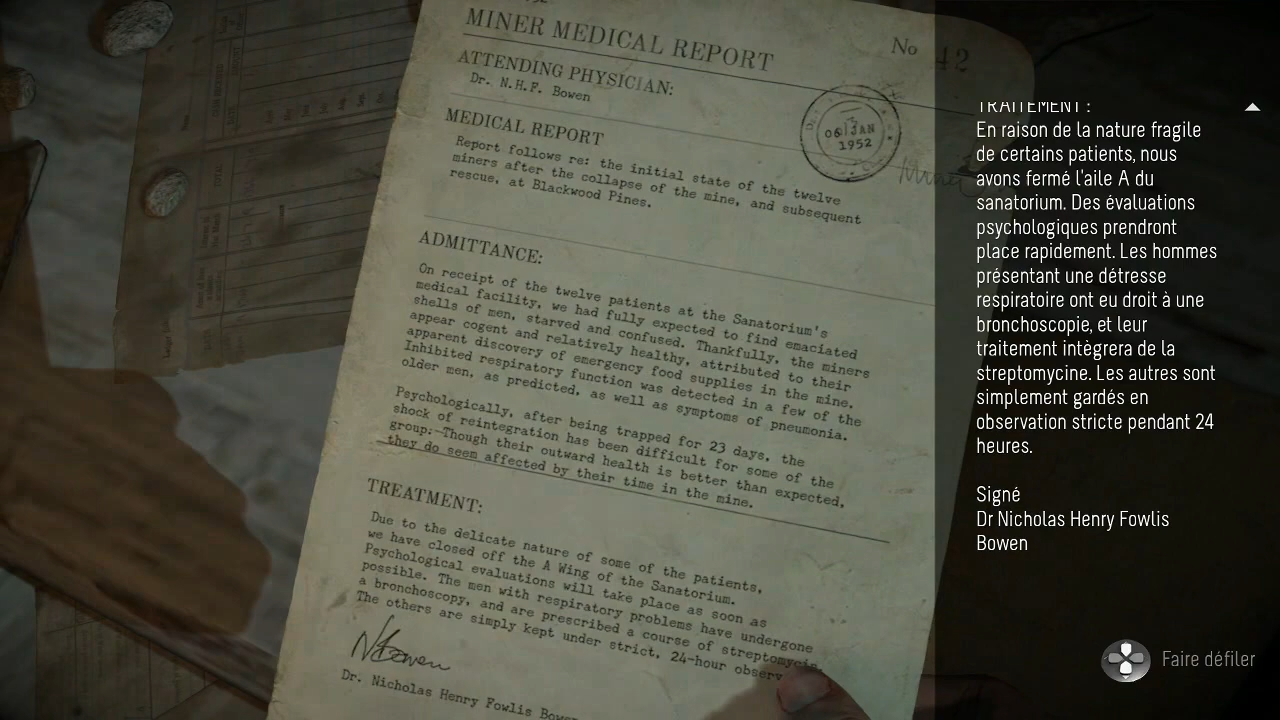 MINER MEDICAL REPORT
No 42
ATTENDING PHYSICIAN:
Dr. N.H.F. Bowen
06 JAN
1952
MEDICAL REPORT
Report follows re: the initial state of the twelve
miners after the collapse of the mine, and subsequent
rescue, at Blackwood Pines.
ADMITTANCE:
On receipt of the twelve patients at the Sanatorium's
medical facility, we had fully expected to find emaciated
shells of men, starved and confused. Thankfully, the miners
appear cogent and relatively healthy, attributed to their
apparent discovery of emergency food supplies in the mine.
Inhibited respiratory function was detected in a few of the
older men, as predicted, as well as symptoms of pneumonia.
Psychologically, after being trapped for 23 days, the
shock of reintegration has been difficult for some of the
group. Though their outward health is better than expected,
they do seem affected by their time in the mine.
TREATMENT:
Due to the delicate nature of some of the patients,
we have closed off the A Wing of the Sanatorium.
Psychological evaluations will take place as soon as
possible. The men with respiratory problems have undergone
a bronchoscopy, and are prescribed a course of streptomycin.
The others are simply kept under strict, 24-hour observ
NBowen
Dr. Nicholas Henry Fowlis Bowen
TRAITEMENT :
En raison de la nature fragile
de certains patients, nous
avons fermé l'aile A du
sanatorium. Des évaluations
psychologiques prendront
place rapidement. Les hommes
présentant une détresse
respiratoire ont eu droit à une
bronchoscopie, et leur
traitement intègrera de la
streptomycine. Les autres sont
simplement gardés en
observation stricte pendant 24
heures.
Signé
Dr Nicholas Henry Fowlis
Bowen
Faire défiler